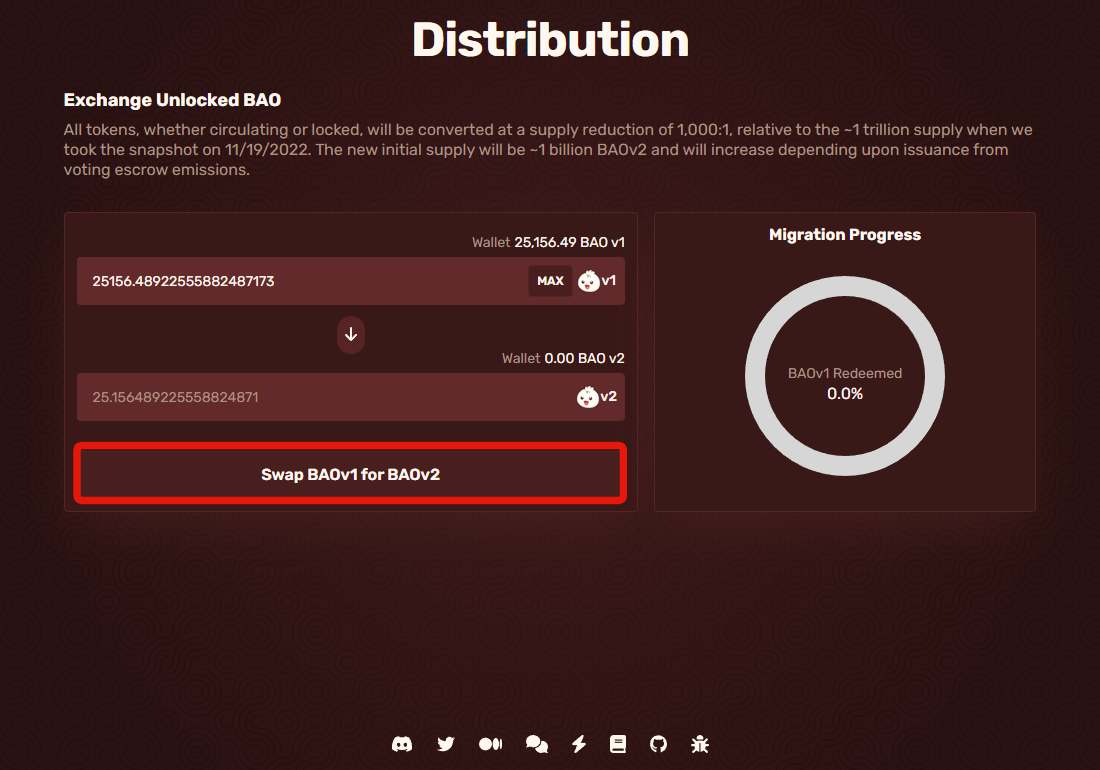 Distribution
Exchange Unlocked BAO
All tokens, whether circulating or locked, will be converted at a supply reduction of 1,000:1, relative to the ~1 trillion supply when we
took the snapshot on 11/19/2022. The new initial supply will be ~1 billion BAOv2 and will increase depending upon issuance from
voting escrow emissions.
Wallet 25,156.49 BAO v1
25156.48922555882487173 MAX v1
Wallet 0.00 BAO v2
25.156489225558824871 v2
Swap BAOv1 for BAOv2
Migration Progress
BAOv1 Redeemed
0.0%